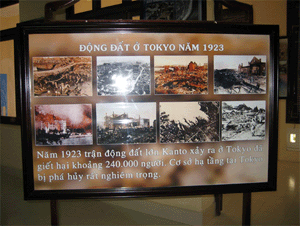 ĐỘNG ĐẤT Ở TOKYO NĂM 1923
Năm 1923 trận động đất lớn Kanto xảy ra ở Tokyo đã
giết hại khoảng 240.000 người. Cơ sở hạ tầng tại Tokyo
bị phá hủy rất nghiêm trọng.